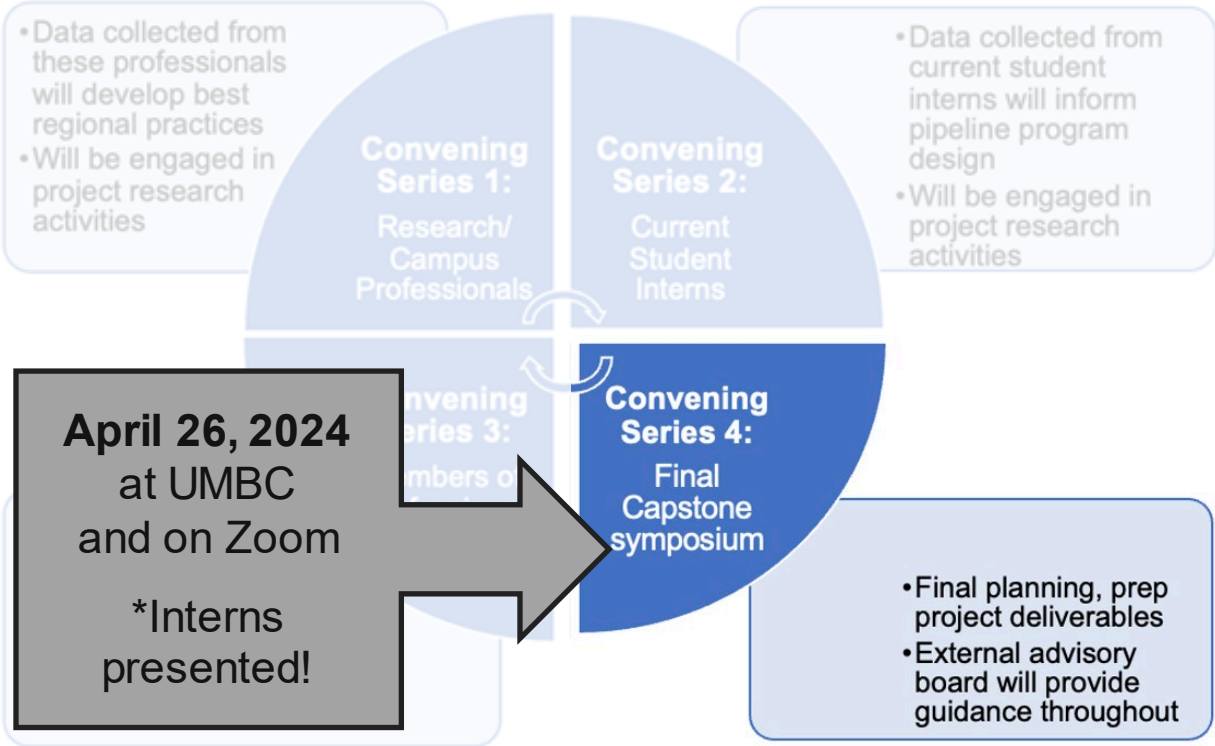 •Data collected from
these professionals
will develop best
regional practices
•Will be engaged in
project research
activities
Convening
Series 1:
Research/
Campus
Professionals
Convening
Series 2:
Current
Student
Interns
•Data collected from
current student
interns will inform
pipeline program
design
•Will be engaged in
project research
activities
April 26, 2024
at UMBC
and on Zoom
*Interns
presented!
3:
Convening
Series 4:
Final
Capstone
symposium
•Final planning, prep
project deliverables
•External advisory
board will provide
guidance throughout